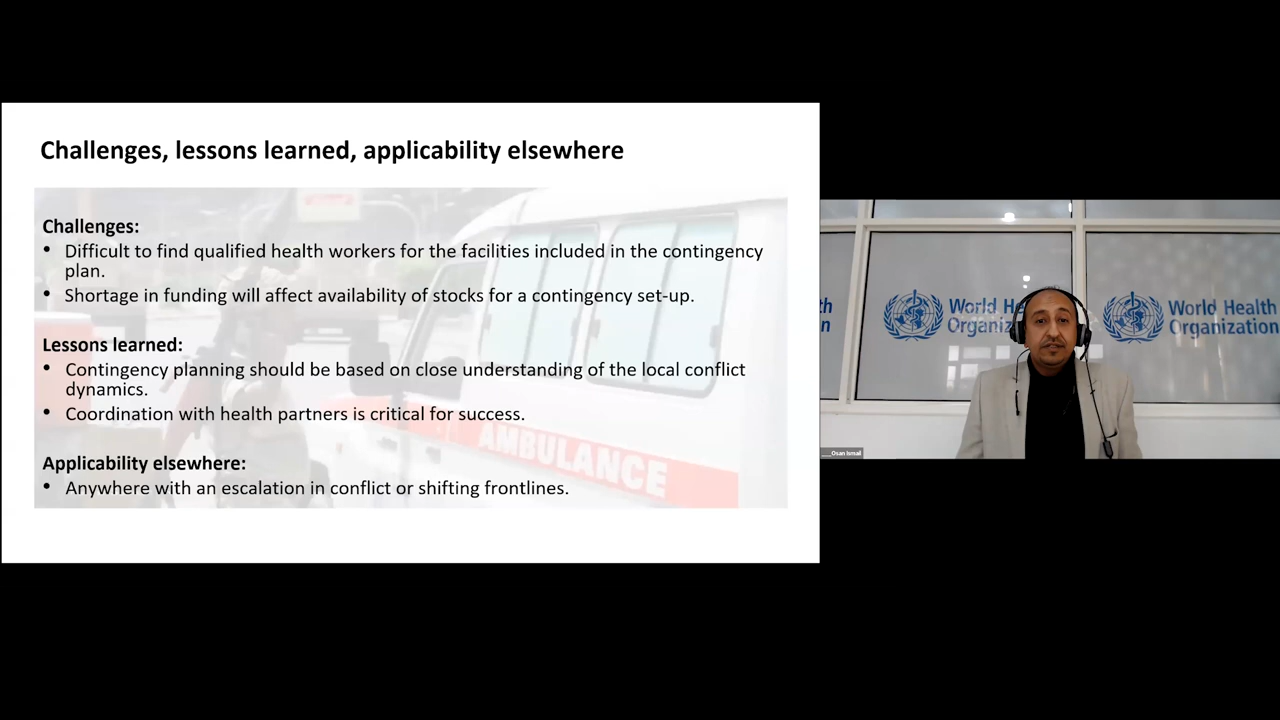 Challenges, lessons learned, applicability elsewhere
Challenges:
• Difficult to find qualified health workers for the facilities included in the contingency
plan.
• Shortage in funding will affect availability of stocks for a contingency set-up.
Lessons learned:
• Contingency planning should be based on close understanding of the local conflict
dynamics.
• Coordination with health partners is critical for success.
Applicability elsewhere:
• Anywhere with an escalation in conflict or shifting frontlines.
AMBULANCE
World Health
Organization
Osan Ismail